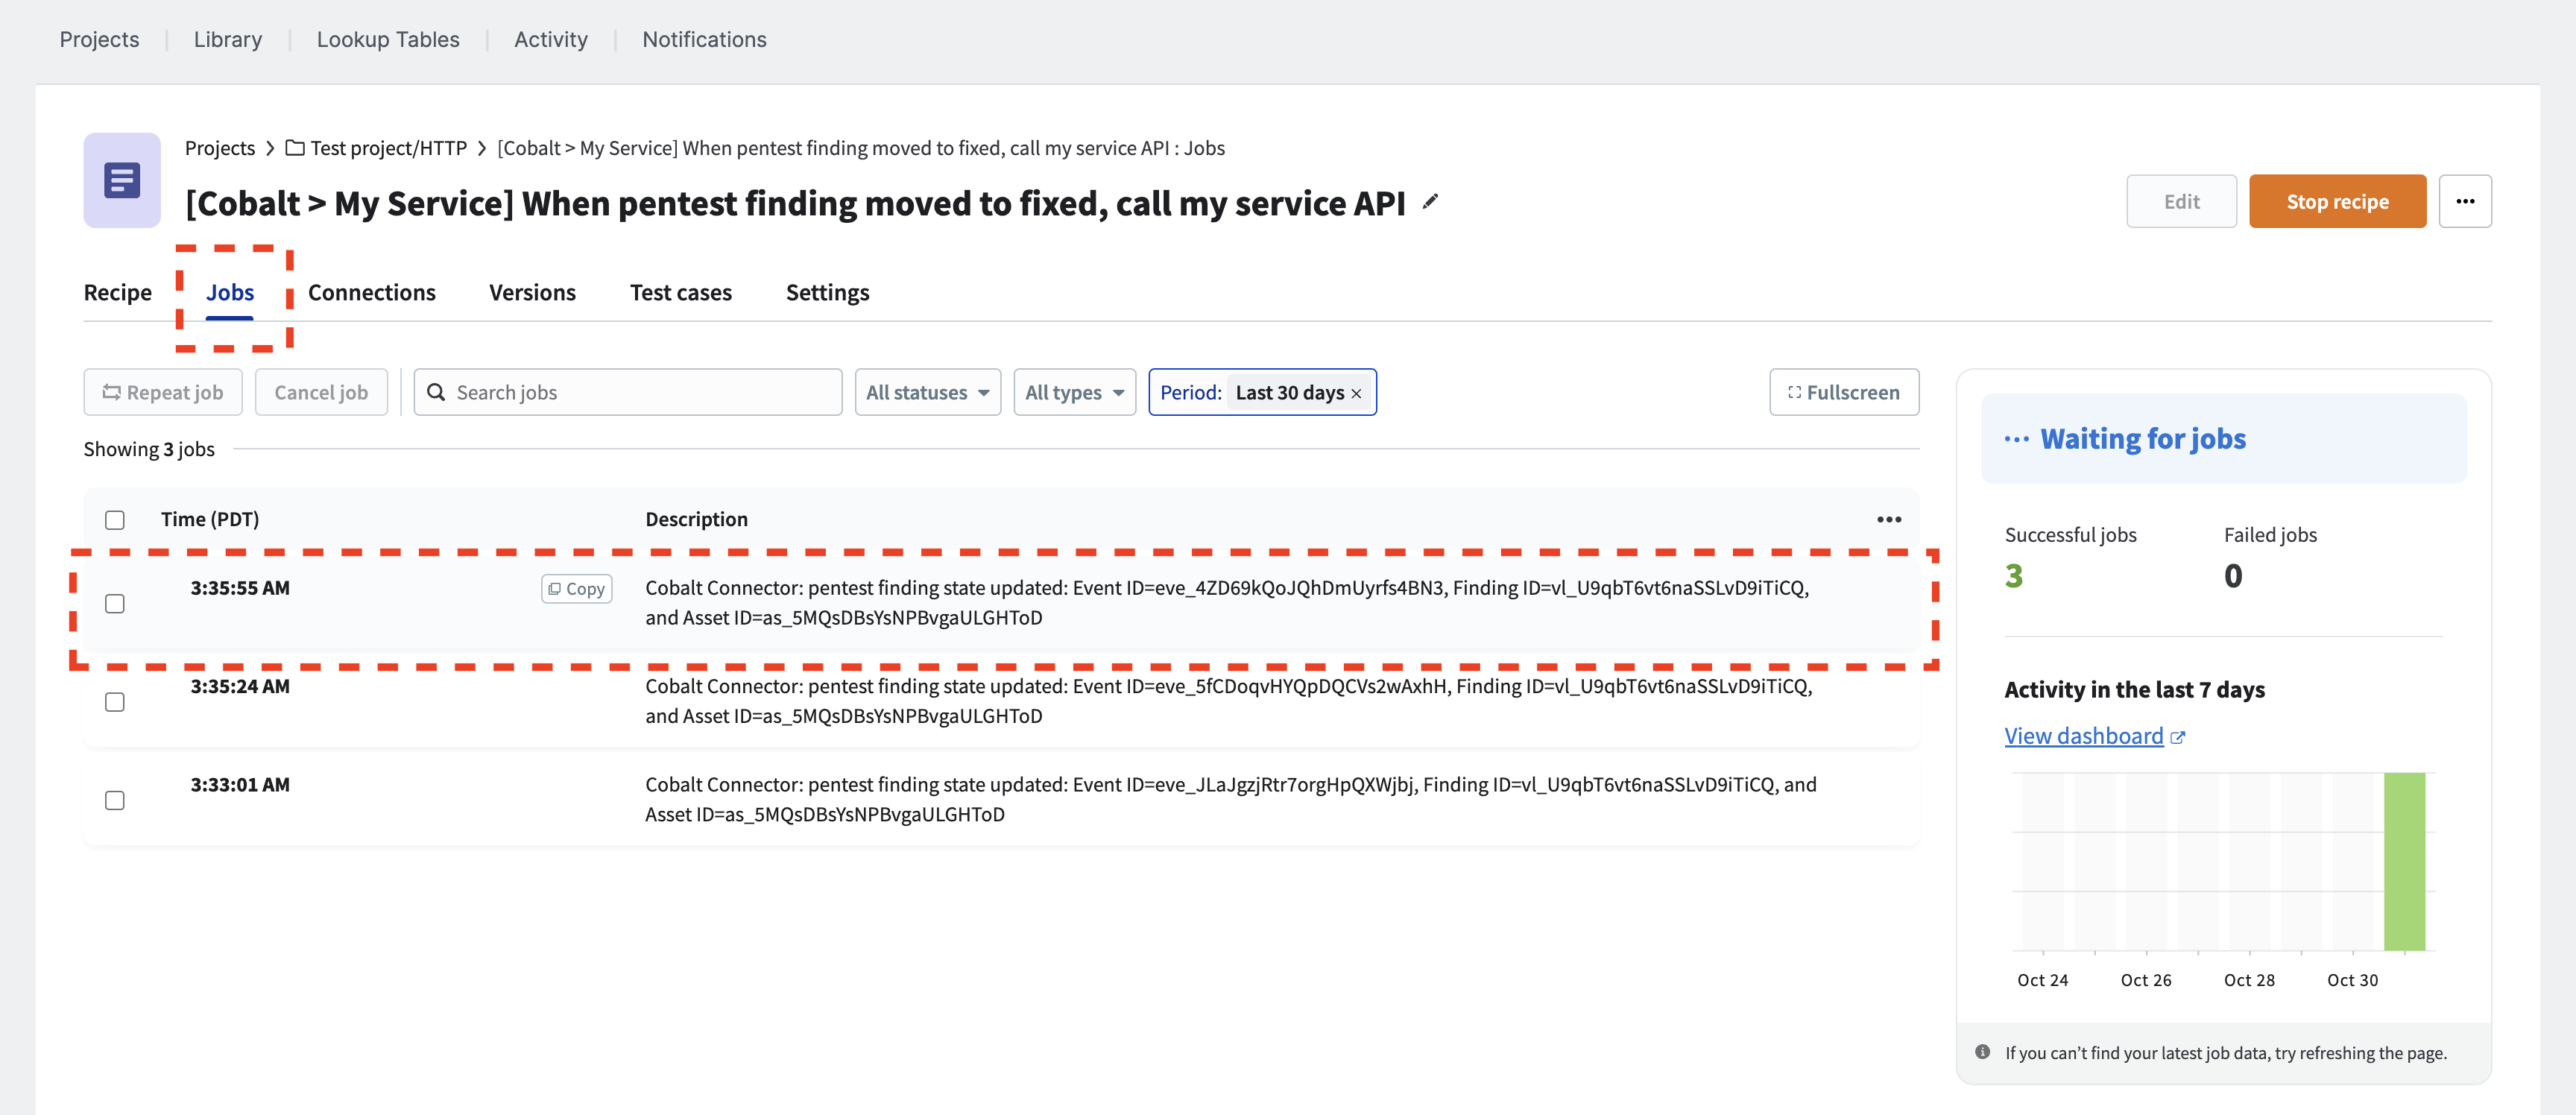 Projects | Library | Lookup Tables | Activity | Notifications
Projects > Test project/HTTP > [Cobalt > My Service] When pentest finding moved to fixed, call my service API : Jobs
[Cobalt > My Service] When pentest finding moved to fixed, call my service API
Edit
Stop recipe
Recipe Jobs Connections Versions Test cases Settings
Repeat job
Cancel job
Search jobs
All statuses
All types
Period: Last 30 days ×
Fullscreen
Showing 3 jobs
Time (PDT) Description
3:35:55 AM
Copy
Cobalt Connector: pentest finding state updated: Event ID=eve_4ZD69kQoJQhDmUyrfs4BN3, Finding ID=vl_U9qbT6vt6naSSLvD9iTiCQ,
and Asset ID=as_5MQsDBsYsNPBvgaULGHToD
3:35:24 AM
Cobalt Connector: pentest finding state updated: Event ID=eve_5fCDoqvHYQpDQCVs2wAxhH, Finding ID=vl_U9qbT6vt6naSSLvD9iTiCQ,
and Asset ID=as_5MQsDBsYsNPBvgaULGHToD
3:33:01 AM
Cobalt Connector: pentest finding state updated: Event ID=eve_JLaJgzjRtr7orgHpQXWjbj, Finding ID=vl_U9qbT6vt6naSSLvD9iTiCQ, and
Asset ID=as_5MQsDBsYsNPBvgaULGHToD
Waiting for jobs
Successful jobs
3
Failed jobs
0
Activity in the last 7 days
View dashboard
Oct 24 Oct 26 Oct 28 Oct 30
If you can’t find your latest job data, try refreshing the page.